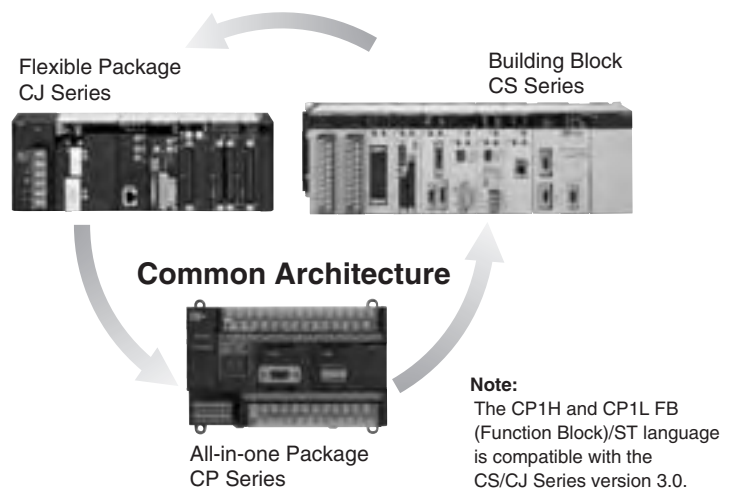 Flexible Package
CJ Series
Building Block
CS Series
Common Architecture
All-in-one Package
CP Series
Note:
The CP1H and CP1L FB
(Function Block)/ST language
is compatible with the
CS/CJ Series version 3.0.